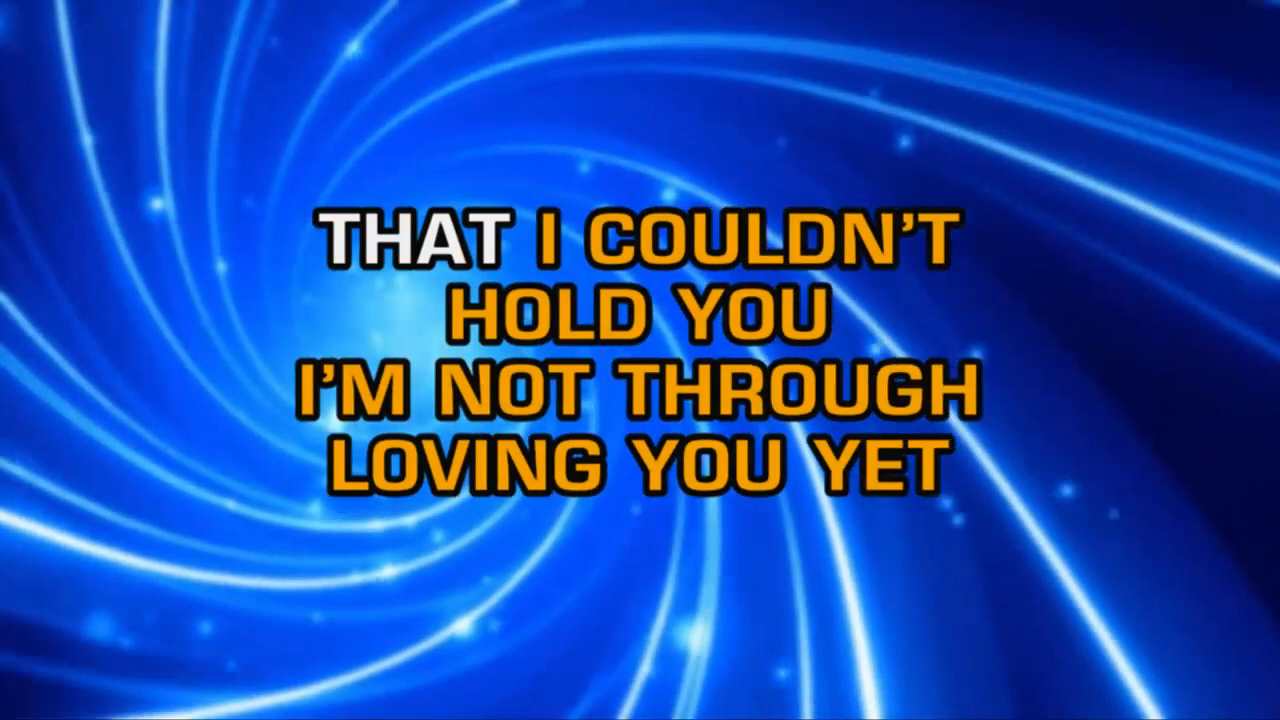 THAT I COULDN’T
HOLD YOU
I’M NOT THROUGH
LOVING YOU YET